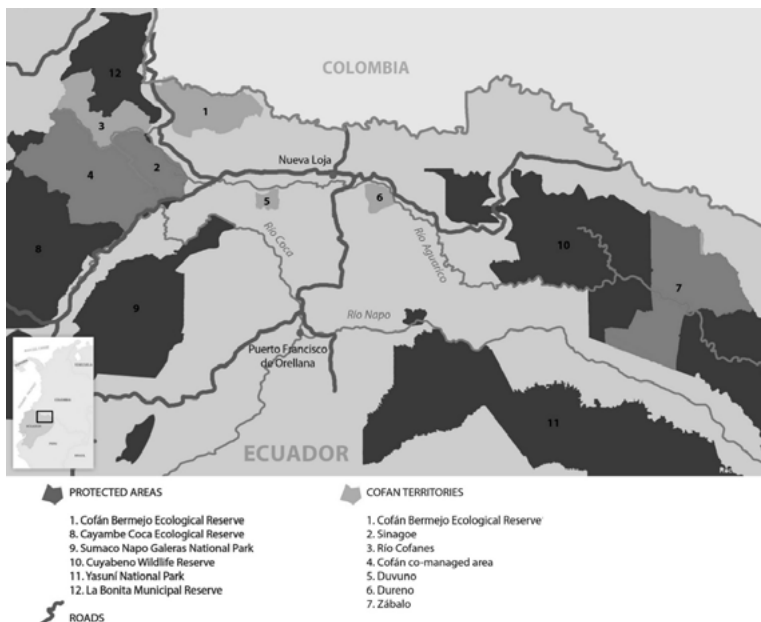 12
COLOMBIA
1
3
Nueva Loja
4
2
5
6
10
8
Río Coca
Río Aguarico
7
9
Río Napo
Puerto Francisco
de Orellana
11
COLOMBIA
ECUADOR
ECUADOR
PROTECTED AREAS
1. Cofán Bermejo Ecological Reserve
8. Cayambe Coca Ecological Reserve
9. Sumaco Napo Galeras National Park
10. Cuyabeno Wildlife Reserve
11. Yasuní National Park
12. La Bonita Municipal Reserve
ROADS
COFAN TERRITORIES
1. Cofán Bermejo Ecological Reserve
2. Sinagoe
3. Río Cofanes
4. Cofán co-managed area
5. Duvuno
6. Dureno
7. Zábalo